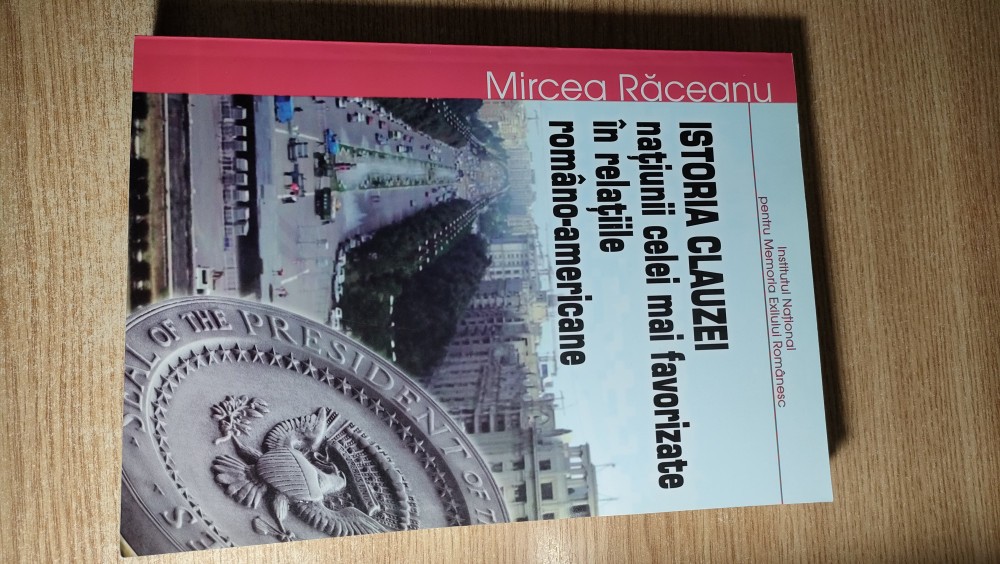 Mircea Răceanu
Institutul Național
pentru Memoria Exilului Românesc
ISTORIA CLAUZEI
națiunii celei mai favorizate
în relațiile
româno-americane
SEAL OF THE PRESIDENT OF